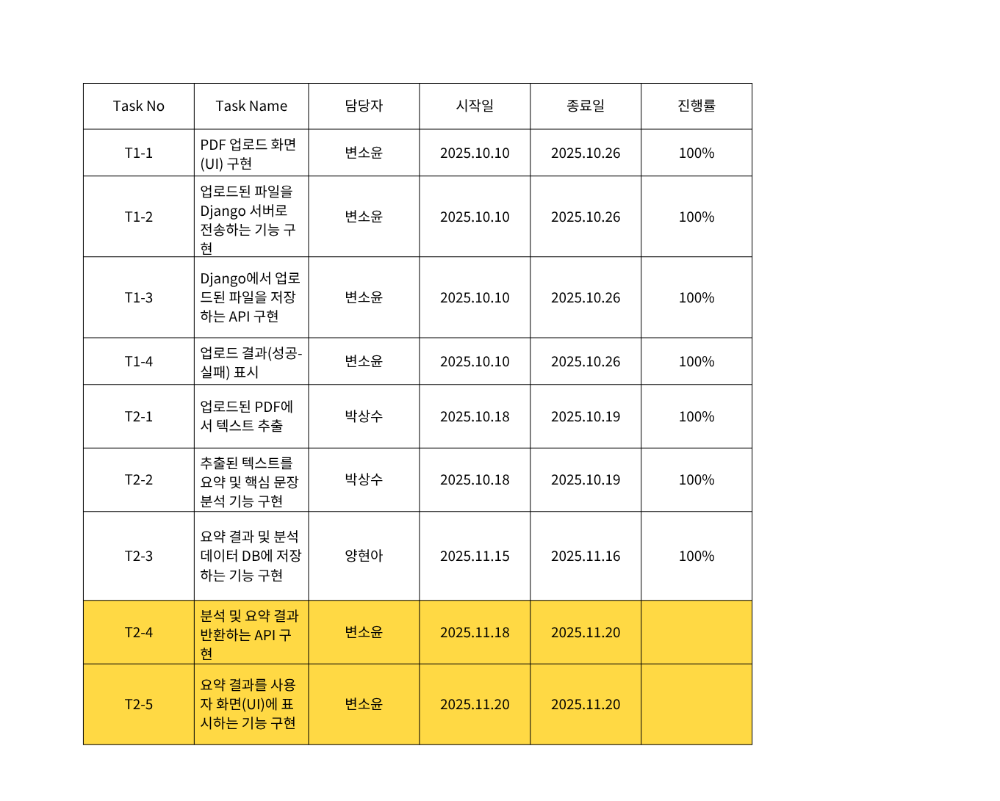 Task No Task Name 담당자 시작일 종료일 진행률
T1-1 PDF 업로드 화면 변소윤 2025.10.10 2025.10.26 100%
(UI) 구현
업로드된 파일을
Django 서버로
T1-2 변소윤 2025.10.10 2025.10.26 100%
전송하는 기능 구
현
Django에서 업로
T1-3 드된 파일을 저장 변소윤 2025.10.10 2025.10.26 100%
하는 API 구현
T1-4 업로드 결과(성공- 변소윤 2025.10.10 2025.10.26 100%
실패) 표시
T2-1 업로드된 PDF에 박상수 2025.10.18 2025.10.19 100%
서 텍스트 추출
추출된 텍스트를
T2-2 요약 및 핵심 문장 박상수 2025.10.18 2025.10.19 100%
분석 기능 구현
요약 결과 및 분석
T2-3 데이터 DB에 저장 양현아 2025.11.15 2025.11.16 100%
하는 기능 구현
분석 및 요약 결과
T2-4 반환하는 API 구 변소윤 2025.11.18 2025.11.20
현
요약 결과를 사용
T2-5 자 화면(UI)에 표 변소윤 2025.11.20 2025.11.20
시하는 기능 구현